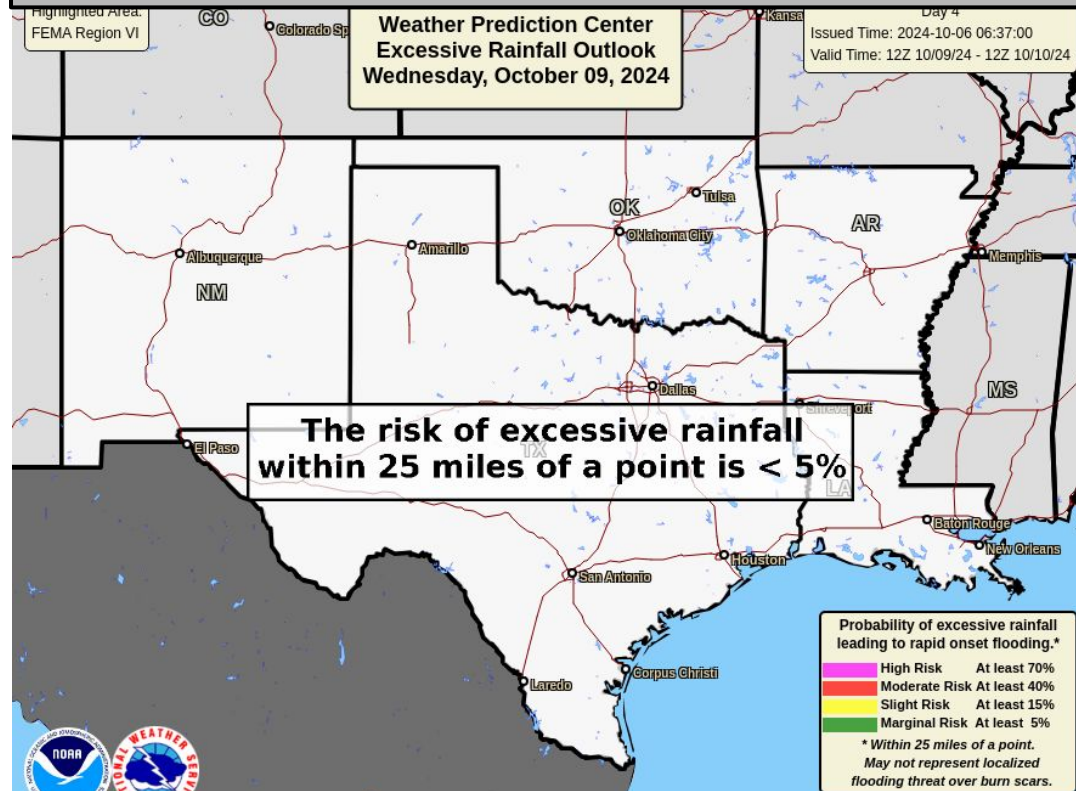 Highlighted Area:
FEMA Region VI
Weather Prediction Center
Excessive Rainfall Outlook
Wednesday, October 09, 2024
Day 4
Issued Time: 2024-10-06 06:37:00
Valid Time: 12Z 10/09/24 - 12Z 10/10/24
CO
Colorado Sp
Kansa
Tulsa
OK
Oklahoma City
AR
Amarillo
Albuquerque
Memphis
NM
Dallas
MS
Shreveport
The risk of excessive rainfall
within 25 miles of a point is < 5%
El Paso
TX
LA
Baton Rouge
New Orleans
Houston
San Antonio
Corpus Christi
Laredo
Probability of excessive rainfall
leading to rapid onset flooding.*
High Risk At least 70%
Moderate Risk At least 40%
Slight Risk At least 15%
Marginal Risk At least 5%
* Within 25 miles of a point.
May not represent localized
flooding threat over burn scars.
NOAA